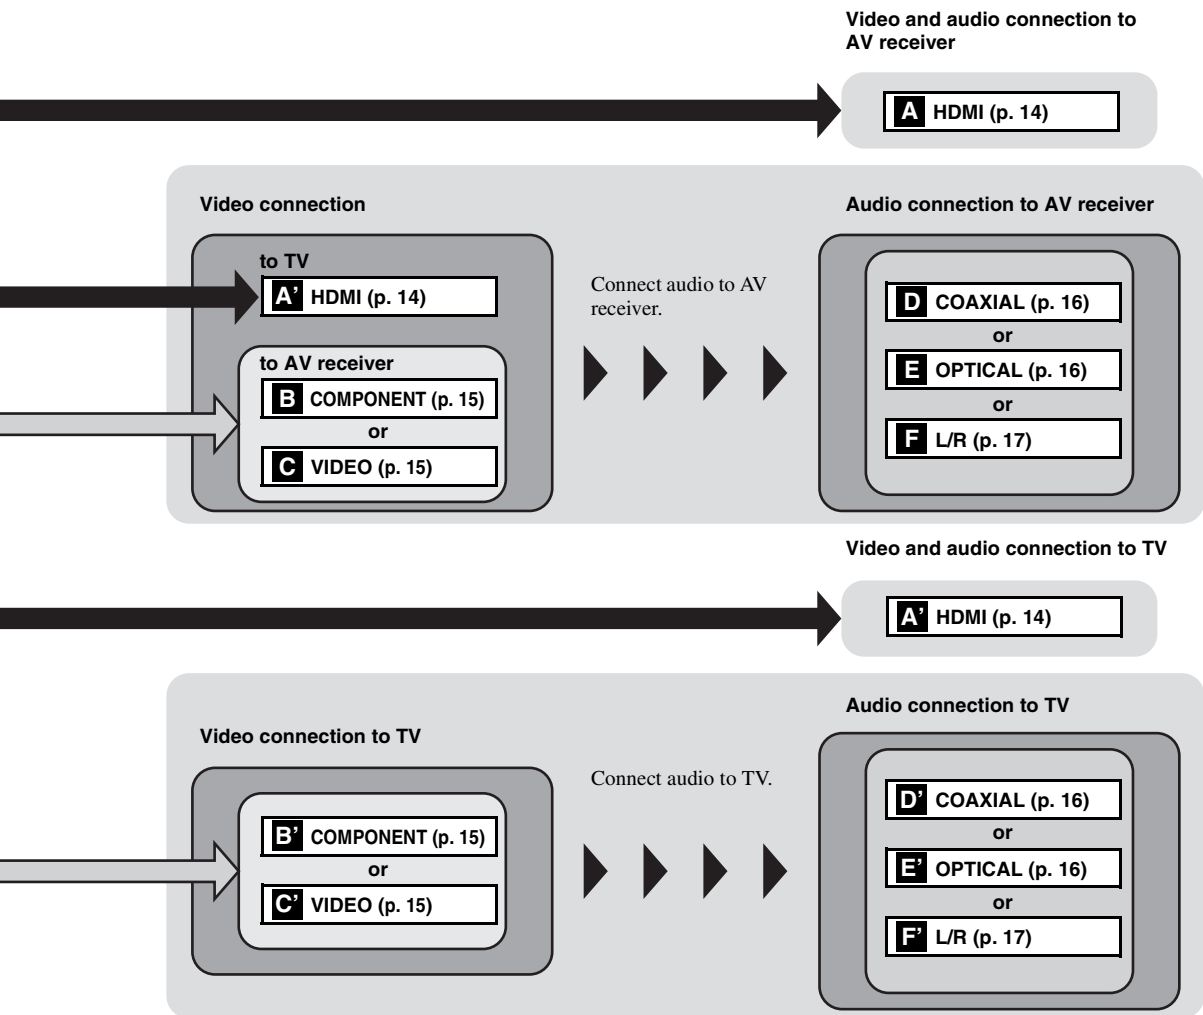 Video and audio connection to
AV receiver
A HDMI (p. 14)
Video connection
to TV
A’ HDMI (p. 14)
to AV receiver
B COMPONENT (p. 15)
or
C VIDEO (p. 15)
Connect audio to AV
receiver.
Audio connection to AV receiver
D COAXIAL (p. 16)
or
E OPTICAL (p. 16)
or
F L/R (p. 17)
Video and audio connection to TV
A’ HDMI (p. 14)
Video connection to TV
B’ COMPONENT (p. 15)
or
C’ VIDEO (p. 15)
Connect audio to TV.
Audio connection to TV
D’ COAXIAL (p. 16)
or
E’ OPTICAL (p. 16)
or
F’ L/R (p. 17)